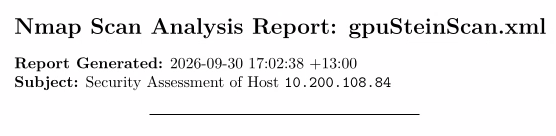 Nmap Scan Analysis Report: gpuSteinScan.xml
Report Generated: 2026-09-30 17:02:38 +13:00
Subject: Security Assessment of Host 10.200.108.84